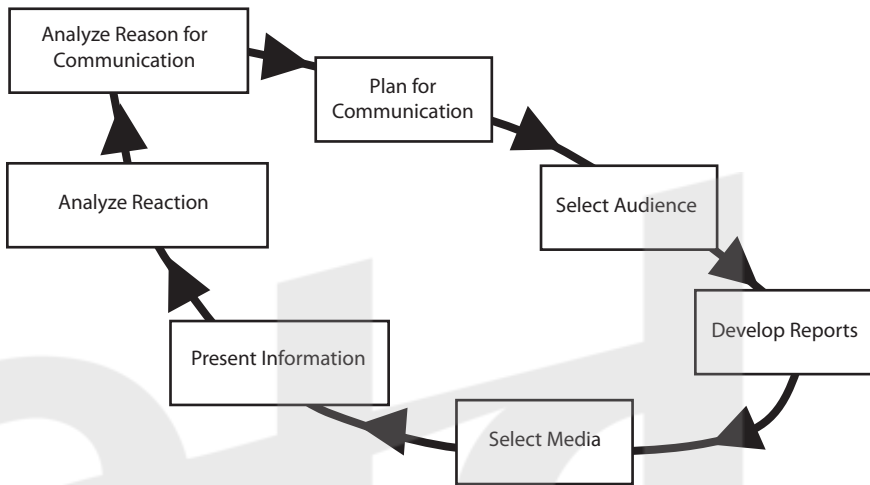 Analyze Reason for
Communication
Plan for
Communication
Select Audience
Develop Reports
Select Media
Present Information
Analyze Reaction